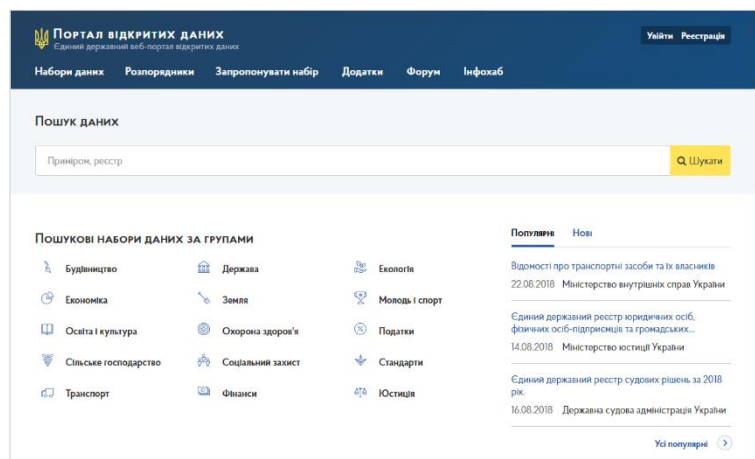 Портал відкритих даних
Єдиний державний веб-портал відкритих даних
Увійти Реєстрація
Набори даних Розпорядники Запропонувати набір Додатки Форум Інфохаб
Пошук даних
Приміром, реєстр
Шукати
Пошукові набори даних за групами
Будівництво Держава Екологія
Економіка Земля Молодь і спорт
Освіта і культура Охорона здоров'я Податки
Сільське господарство Соціальний захист Стандарти
Транспорт Фінанси Юстиція
Популярні Нові
Відомості про транспортні засоби та їх власників
22.08.2018 Міністерство внутрішніх справ України
Єдиний державний реєстр юридичних осіб,
фізичних осіб-підприємців та громадських...
14.08.2018 Міністерство юстиції України
Єдиний державний реєстр судових рішень за 2018
рік.
16.08.2018 Державна судова адміністрація України
Усі популярні